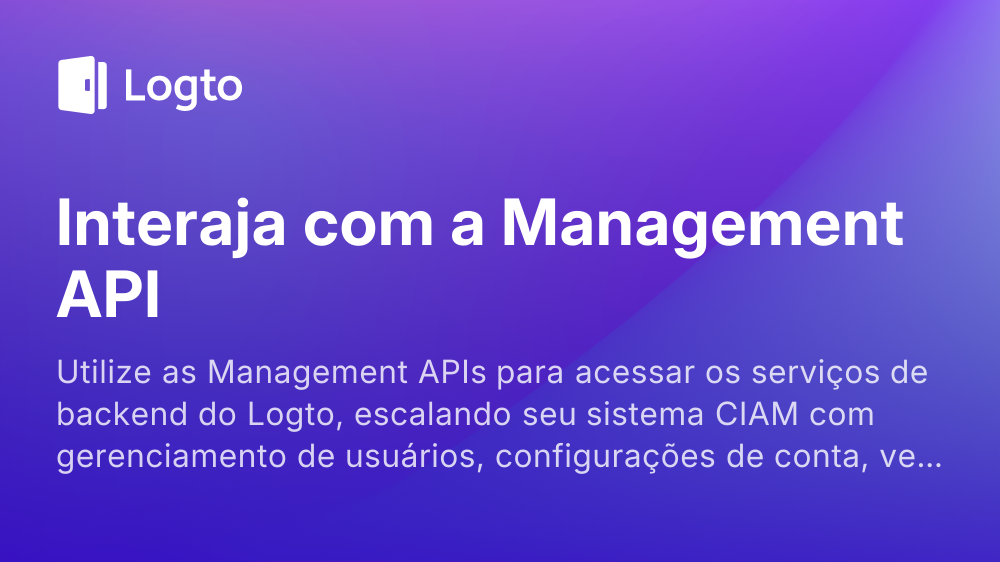 Logto
Interaja com a Management
API
Utilize as Management APIs para acessar os serviços de
backend do Logto, escalando seu sistema CIAM com
gerenciamento de usuários, configurações de conta, ve...